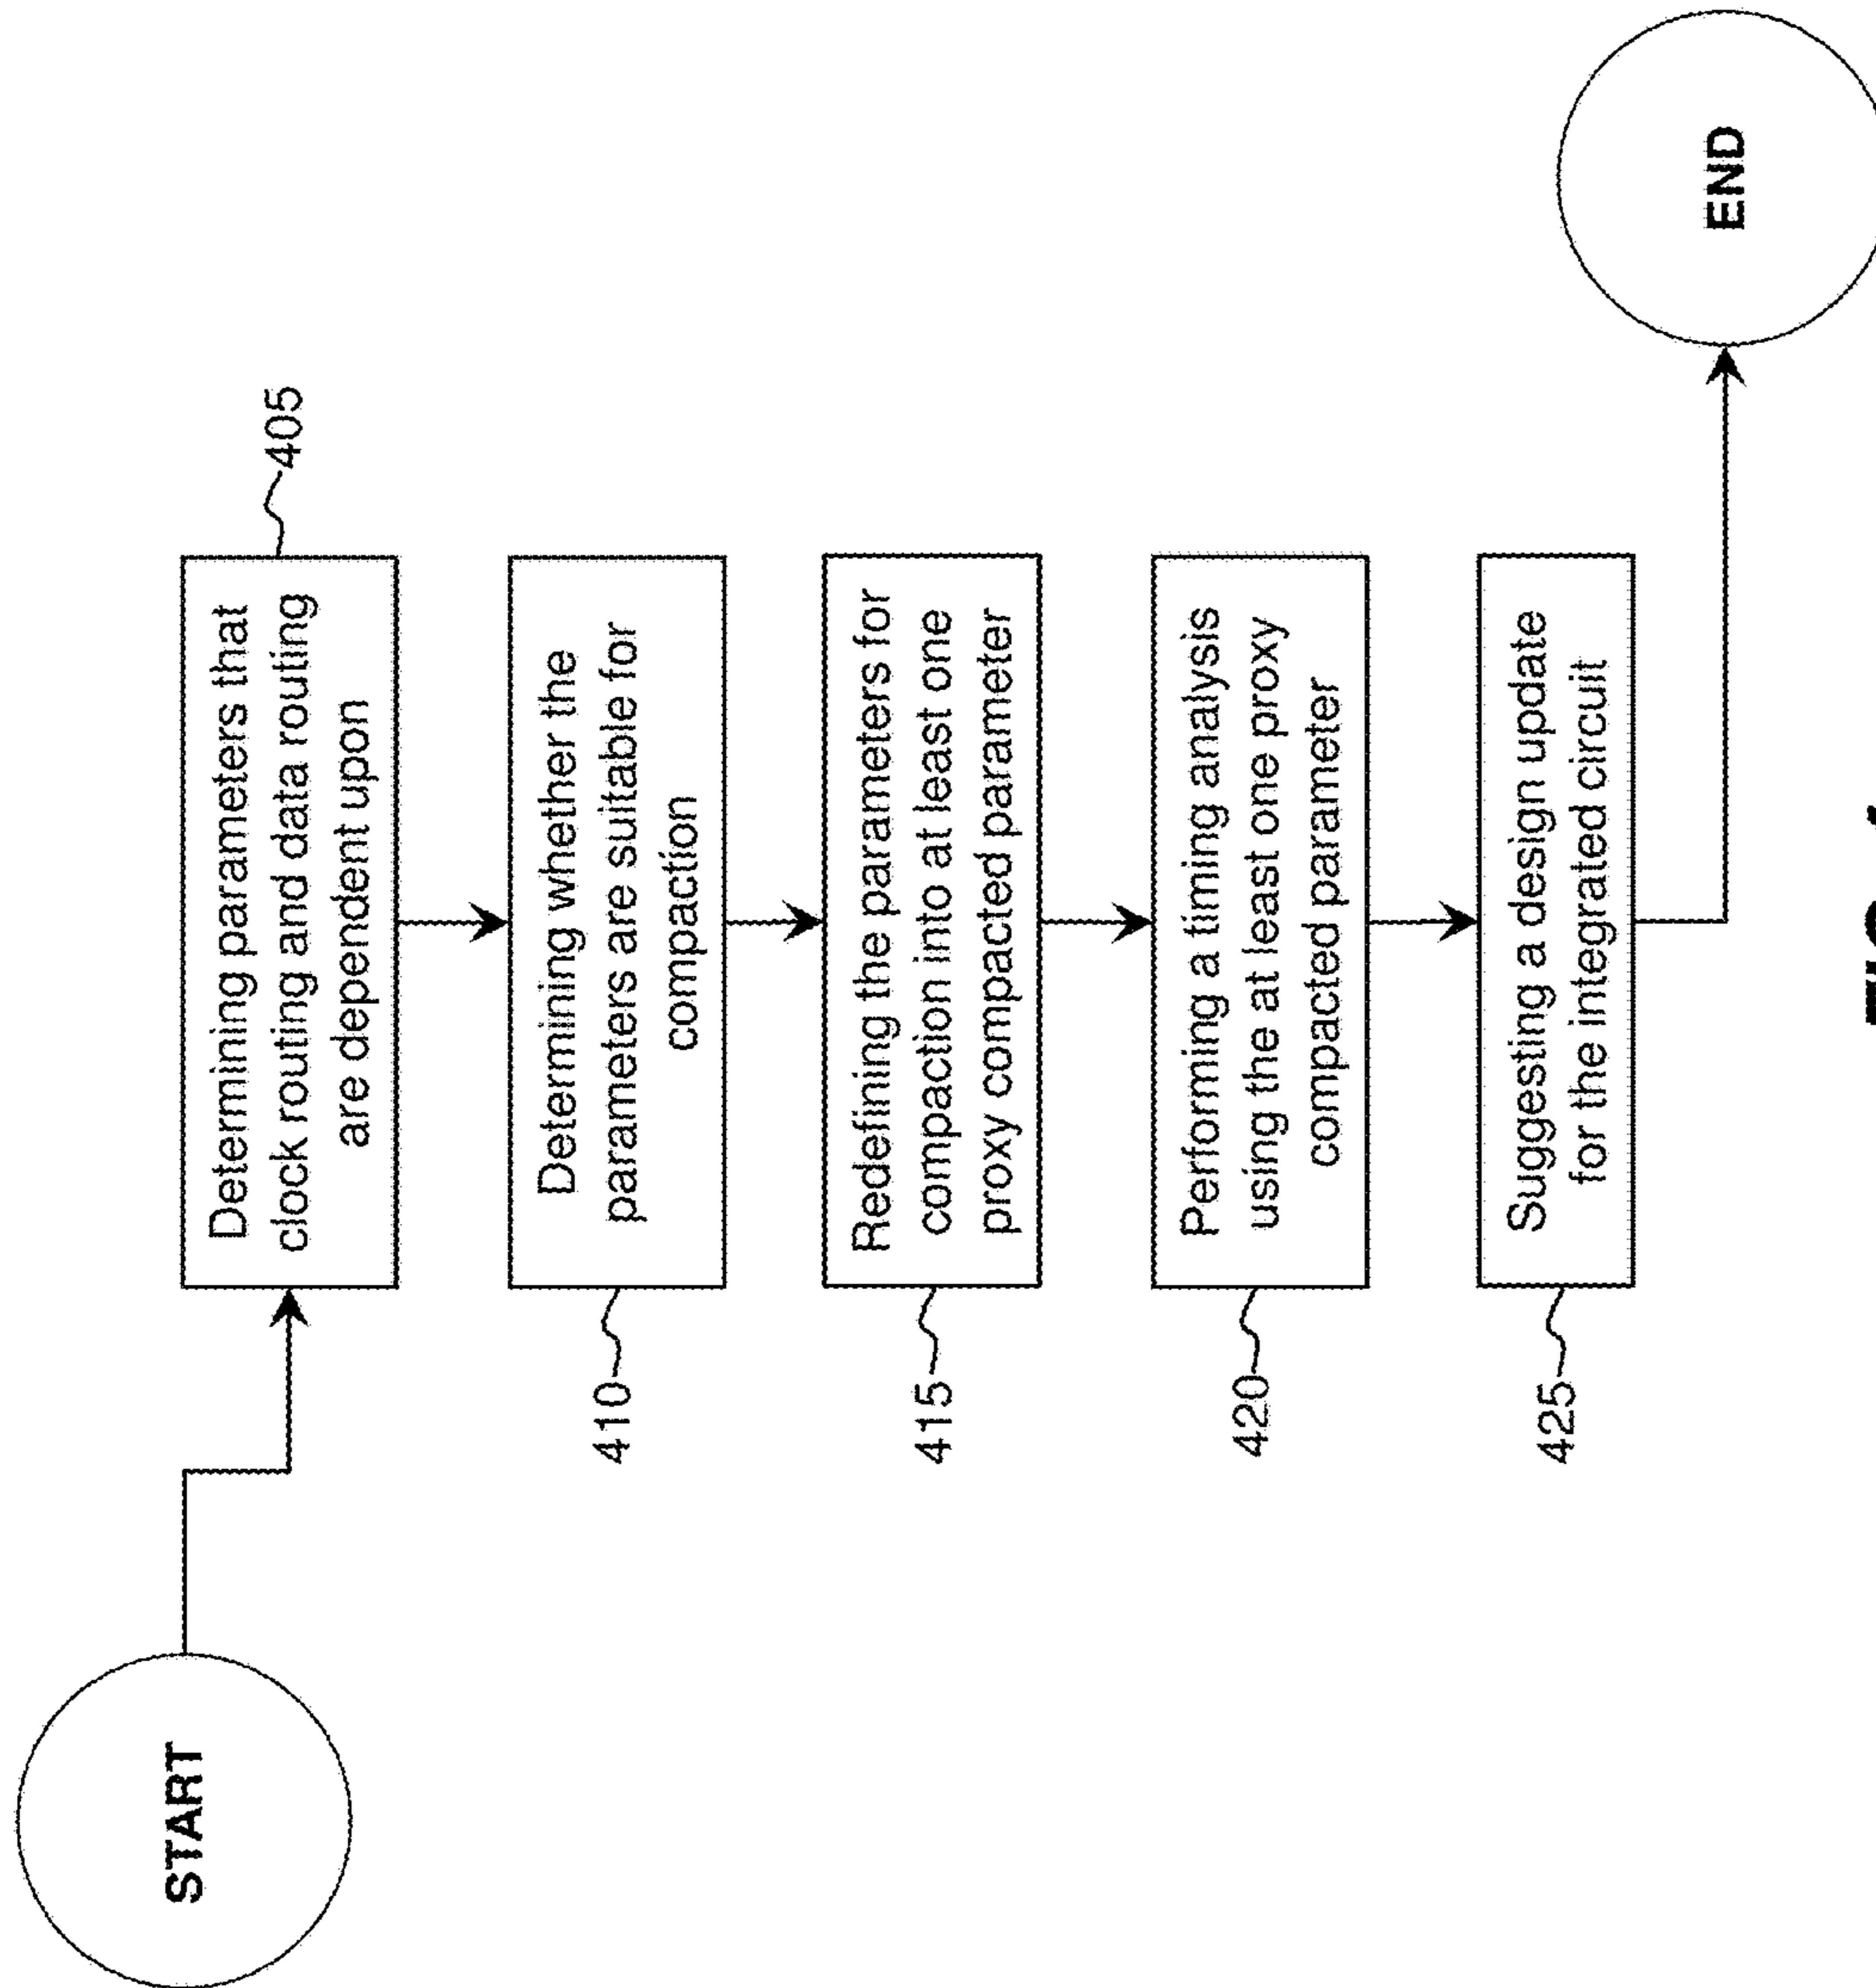 START
Determining parameters that
clock routing and data routing
are dependent upon
405
Determining whether the
parameters are suitable for
compaction
410
Redefining the parameters for
compaction into at least one
proxy compacted parameter
415
Performing a timing analysis
using the at least one proxy
compacted parameter
420
Suggesting a design update
for the integrated circuit
425
END